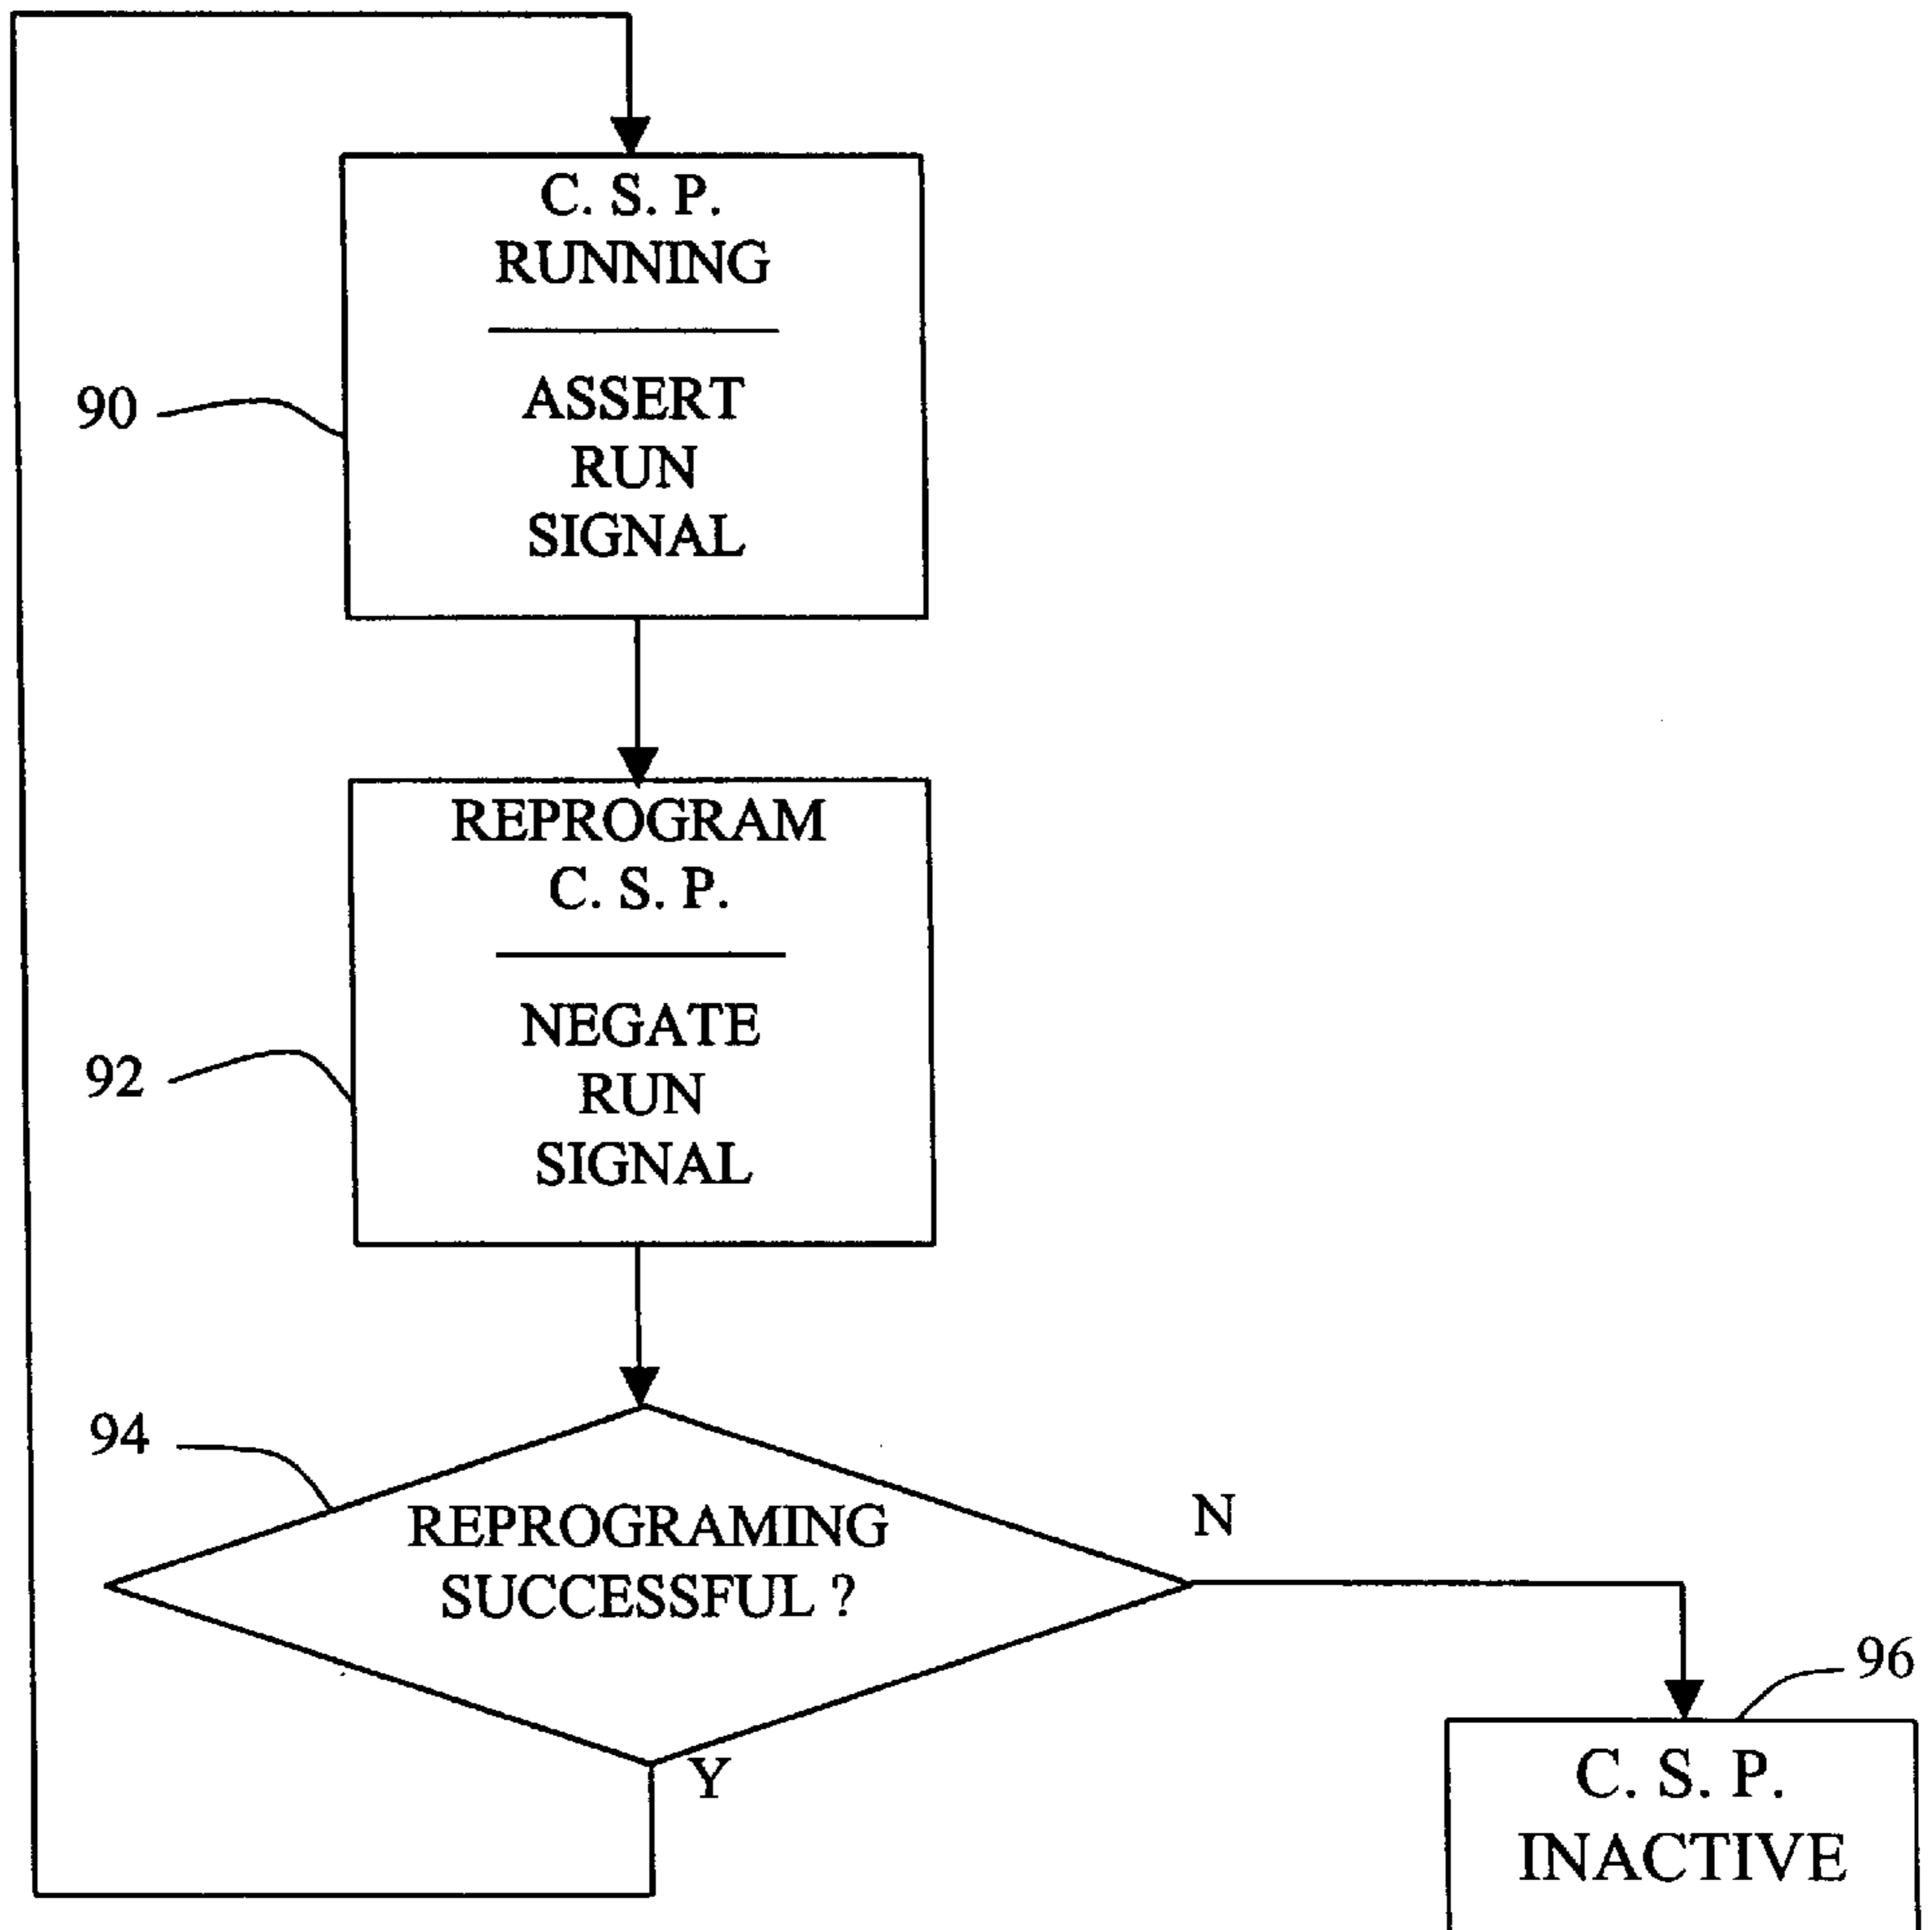 C. S. P.
RUNNING
ASSERT
RUN
SIGNAL
90
REPROGRAM
C. S. P.
NEGATE
RUN
SIGNAL
92
94
REPROGRAMING
SUCCESSFUL ?
N
Y
96
C. S. P.
INACTIVE